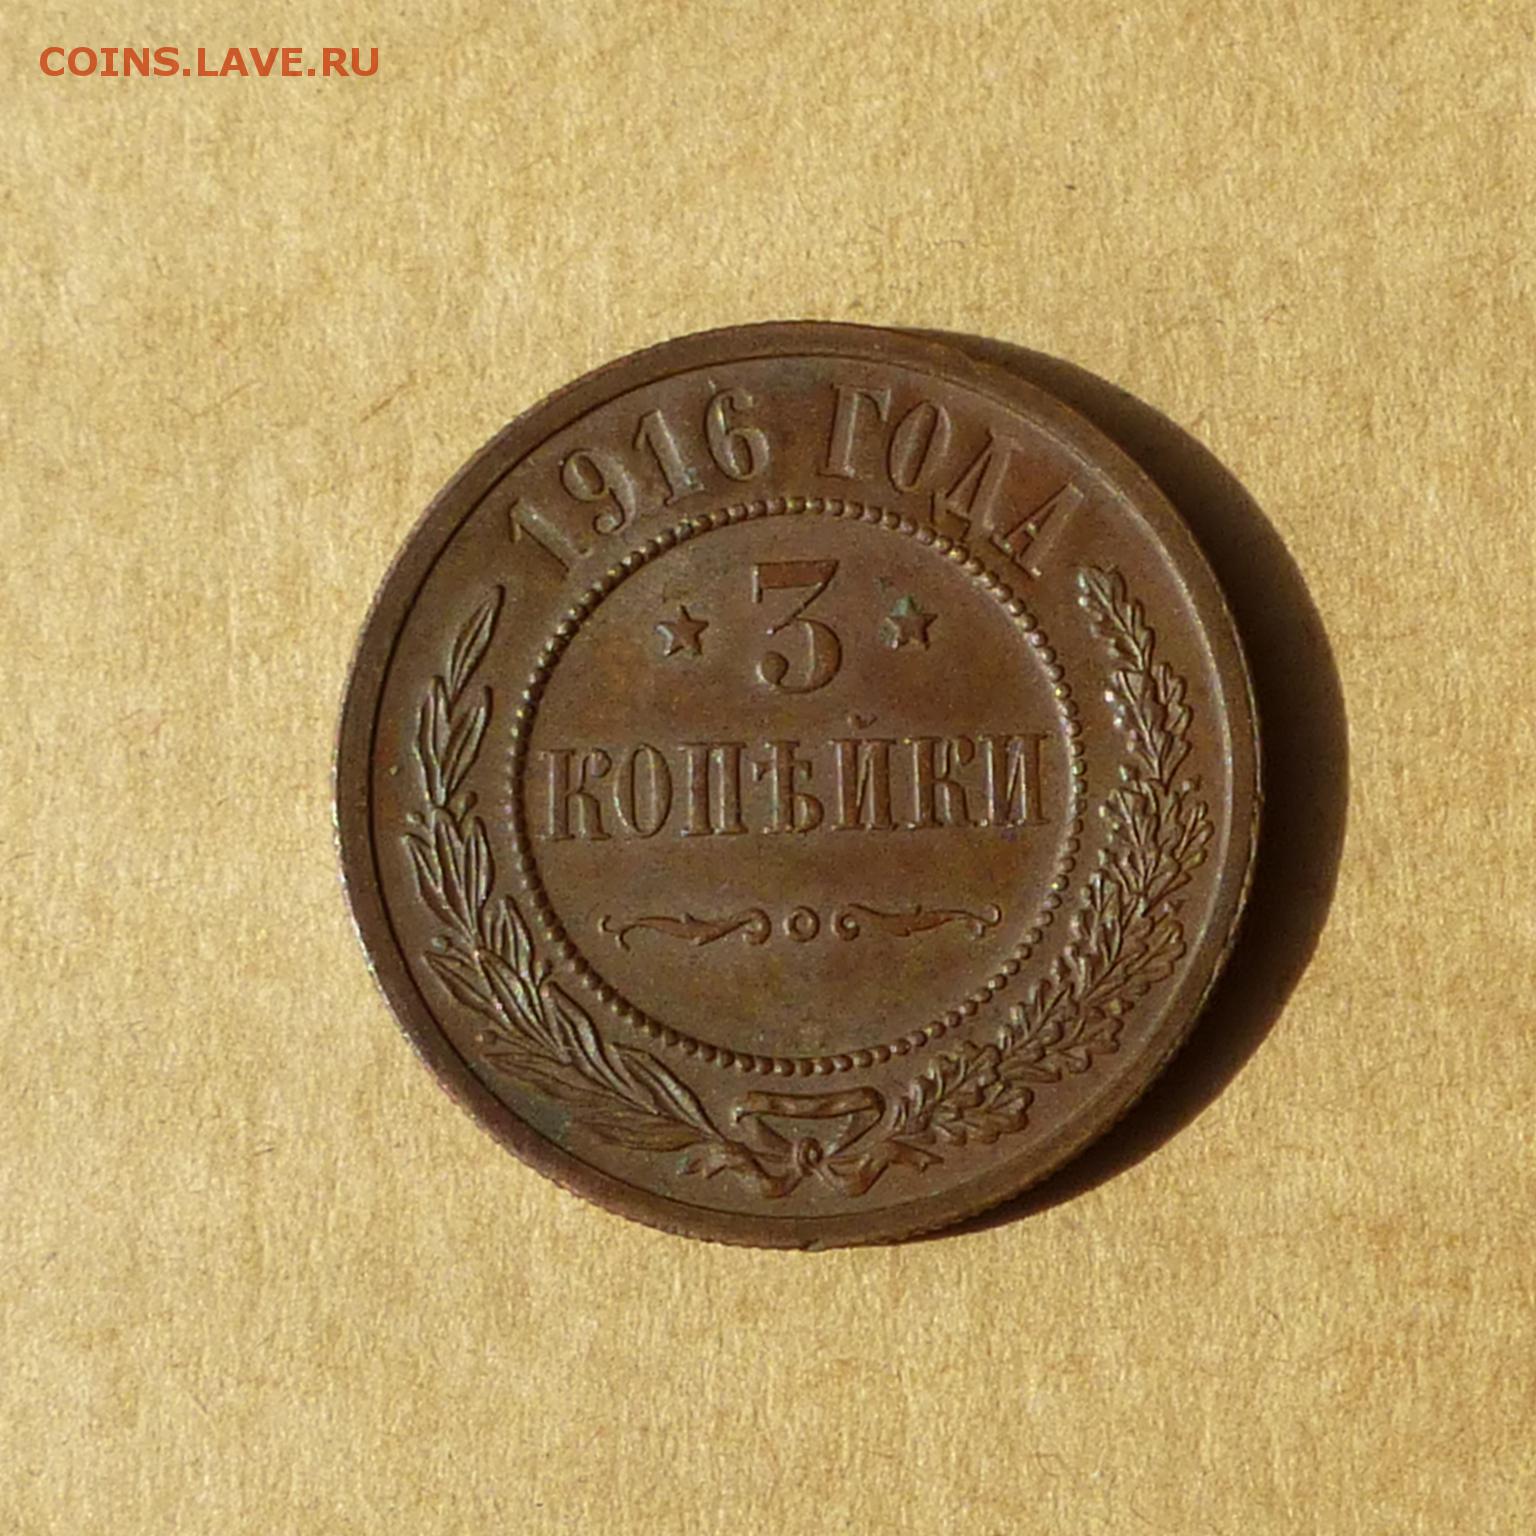 COINS.LAVE.RU
1916 ГОДА
★ 3 ★
КОПѢЙКИ